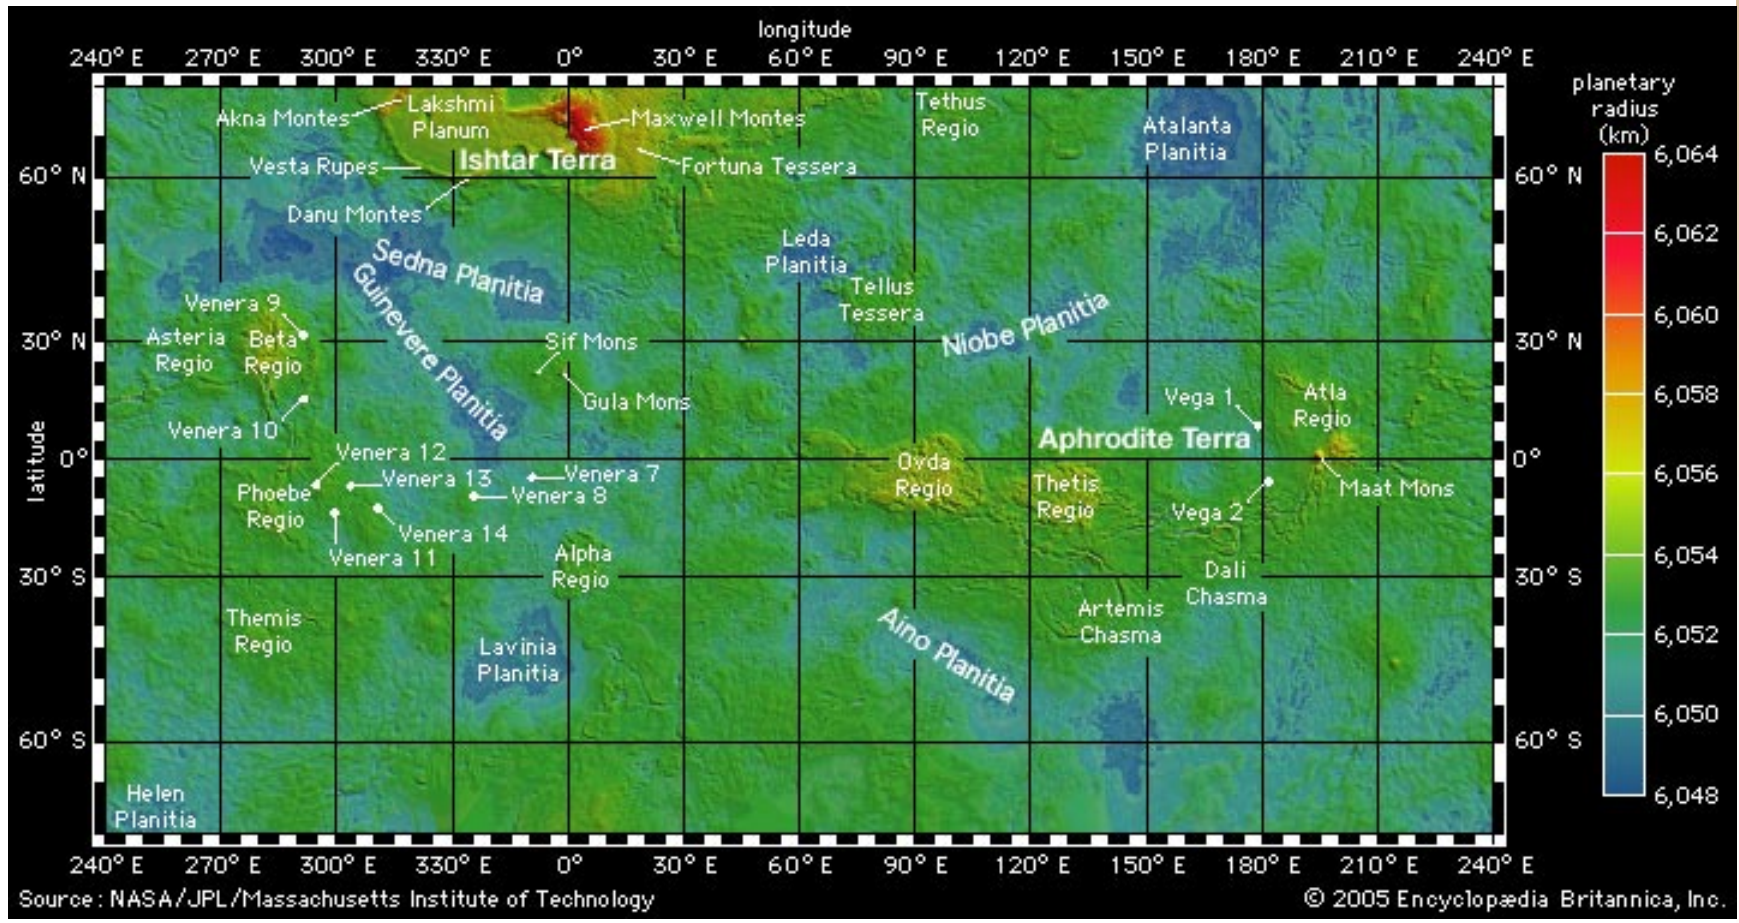 longitude
240° E 270° E 300° E 330° E 0° 30° E 60° E 90° E 120° E 150° E 180° E 210° E 240° E
planetary
radius
(km)
Akna Montes
Lakshmi
Planum
Maxwell Montes
Tethus
Regio
Atalanta
Planitia
Vesta Rupes
Ishtar Terra
Fortuna Tessera
60° N
60° N
Danu Montes
Sedna Planitia
Leda
Planitia
Guinevere Planitia
Tellus
Tessera
Niobe Planitia
Venera 9
Asteria
Regio
Beta
Regio
30° N
30° N
Sif Mons
Gula Mons
Venera 10
Vega 1
Atla
Regio
Aphrodite Terra
latitude
0°
0°
Venera 12
Venera 13
Venera 7
Venera 8
Phoebe
Regio
Venera 14
Venera 11
Ovda
Regio
Thetis
Regio
Maat Mons
Vega 2
Alpha
Regio
30° S
30° S
Dali
Chasma
Artemis
Chasma
Themis
Regio
Lavinia
Planitia
Aino Planitia
60° S
60° S
Helen
Planitia
6,064
6,062
6,060
6,058
6,056
6,054
6,052
6,050
6,048
240° E 270° E 300° E 330° E 0° 30° E 60° E 90° E 120° E 150° E 180° E 210° E 240° E
Source: NASA/JPL/Massachusetts Institute of Technology
© 2005 Encyclopædia Britannica, Inc.